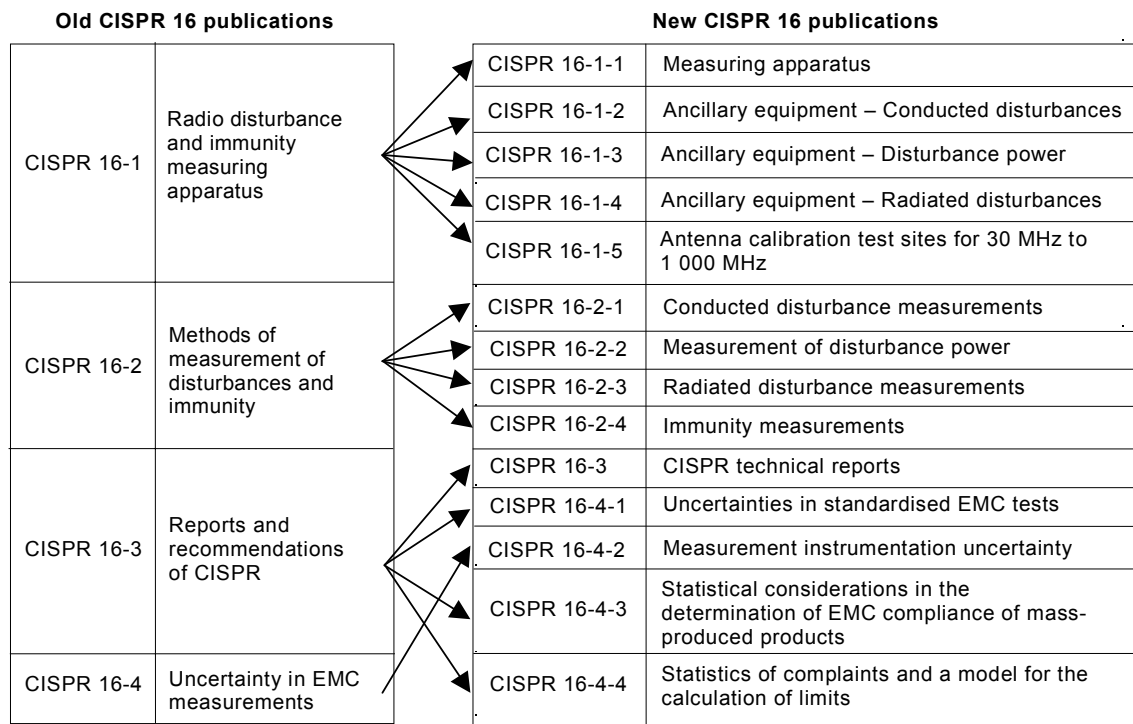 Old CISPR 16 publications
New CISPR 16 publications
CISPR 16-1
Radio disturbance
and immunity
measuring
apparatus
CISPR 16-2
Methods of
measurement of
disturbances and
immunity
CISPR 16-3
Reports and
recommendations
of CISPR
CISPR 16-4
Uncertainty in EMC
measurements
CISPR 16-1-1
Measuring apparatus
CISPR 16-1-2
Ancillary equipment – Conducted disturbances
CISPR 16-1-3
Ancillary equipment – Disturbance power
CISPR 16-1-4
Ancillary equipment – Radiated disturbances
CISPR 16-1-5
Antenna calibration test sites for 30 MHz to
1 000 MHz
CISPR 16-2-1
Conducted disturbance measurements
CISPR 16-2-2
Measurement of disturbance power
CISPR 16-2-3
Radiated disturbance measurements
CISPR 16-2-4
Immunity measurements
CISPR 16-3
CISPR technical reports
CISPR 16-4-1
Uncertainties in standardised EMC tests
CISPR 16-4-2
Measurement instrumentation uncertainty
CISPR 16-4-3
Statistical considerations in the
determination of EMC compliance of mass-
produced products
CISPR 16-4-4
Statistics of complaints and a model for the
calculation of limits